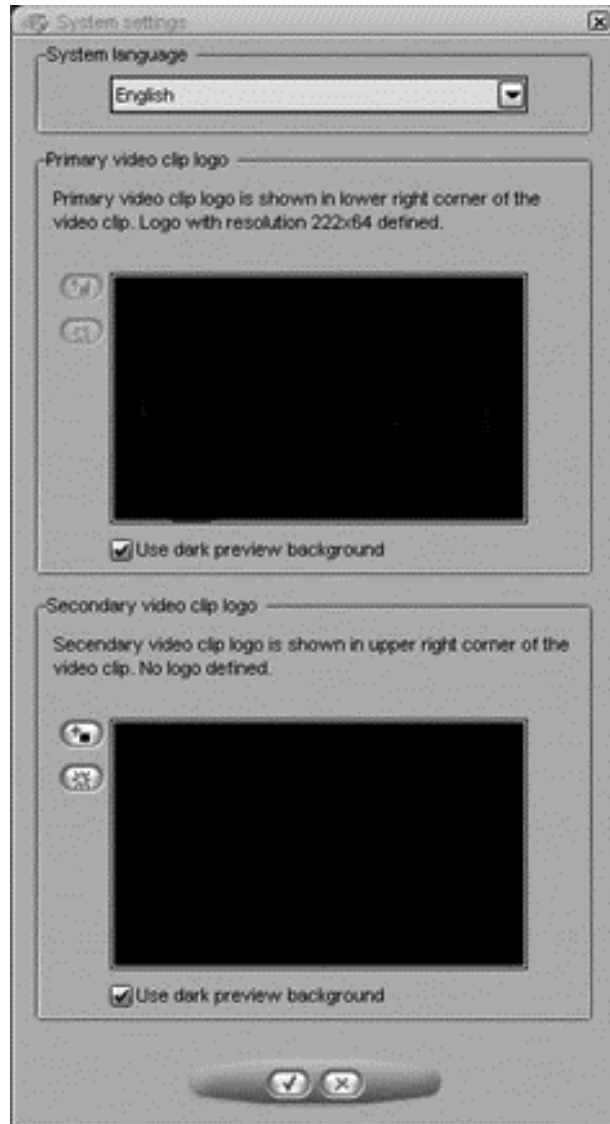 System settings
System language
English
Primary video clip logo
Primary video clip logo is shown in lower right corner of the
video clip. Logo with resolution 222x64 defined.
Use dark preview background
Secondary video clip logo
Secendary video clip logo is shown in upper right corner of the
video clip. No logo defined.
Use dark preview background